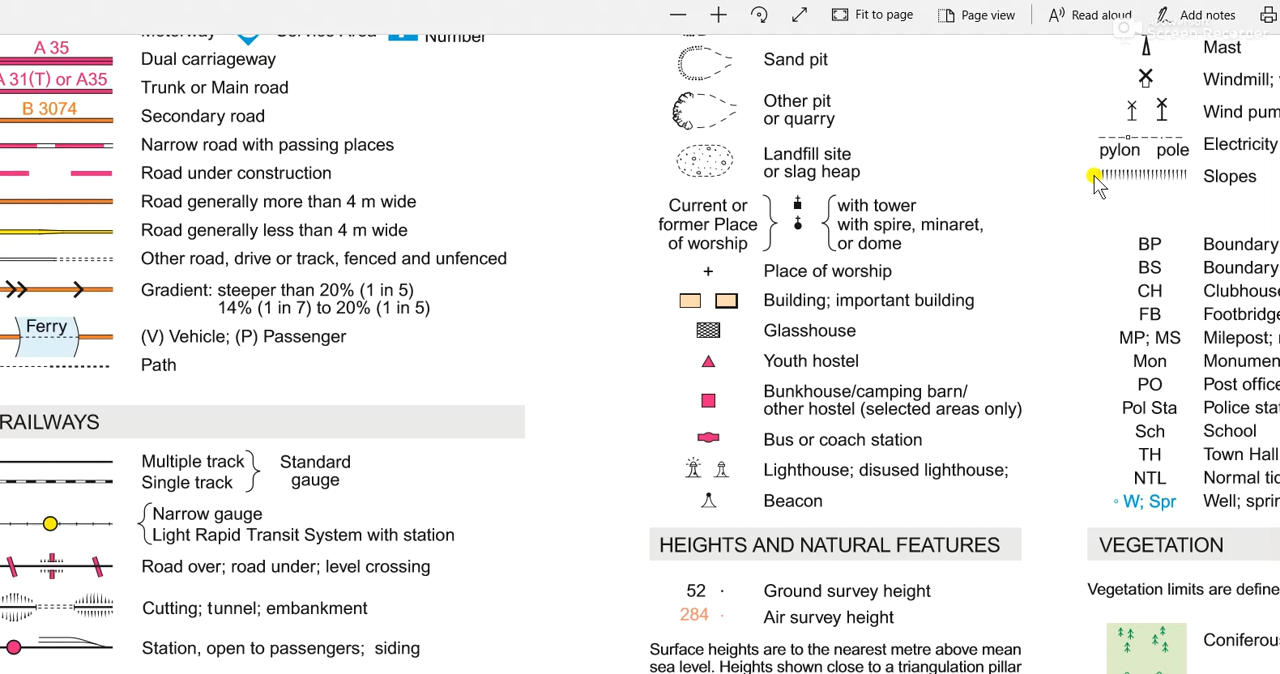 Fit to page
Page view
Read aloud
Add notes
Screen Recorder
Motorway
Service Area
Number
A 35
Dual carriageway
A 31(T) or A35
Trunk or Main road
B 3074
Secondary road
Narrow road with passing places
Road under construction
Road generally more than 4 m wide
Road generally less than 4 m wide
Other road, drive or track, fenced and unfenced
Gradient: steeper than 20% (1 in 5)
14% (1 in 7) to 20% (1 in 5)
Ferry
(V) Vehicle; (P) Passenger
Path
RAILWAYS
Multiple track
Single track
Standard
gauge
Narrow gauge
Light Rapid Transit System with station
Road over; road under; level crossing
Cutting; tunnel; embankment
Station, open to passengers; siding
Sand pit
Other pit
or quarry
Landfill site
or slag heap
Current or
former Place
of worship
with tower
with spire, minaret,
or dome
Place of worship
Building; important building
Glasshouse
Youth hostel
Bunkhouse/camping barn/
other hostel (selected areas only)
Bus or coach station
Lighthouse; disused lighthouse;
Beacon
HEIGHTS AND NATURAL FEATURES
52 · Ground survey height
284 · Air survey height
Surface heights are to the nearest metre above mean
sea level. Heights shown close to a triangulation pillar
Mast
Windmill;
Wind pum
pylon pole
Electricity
Slopes
BP Boundary
BS Boundary
CH Clubhouse
FB Footbridge
MP; MS Milepost;
Mon Monumen
PO Post office
Pol Sta Police sta
Sch School
TH Town Hall
NTL Normal tid
W; Spr Well; sprin
VEGETATION
Vegetation limits are define
Coniferou